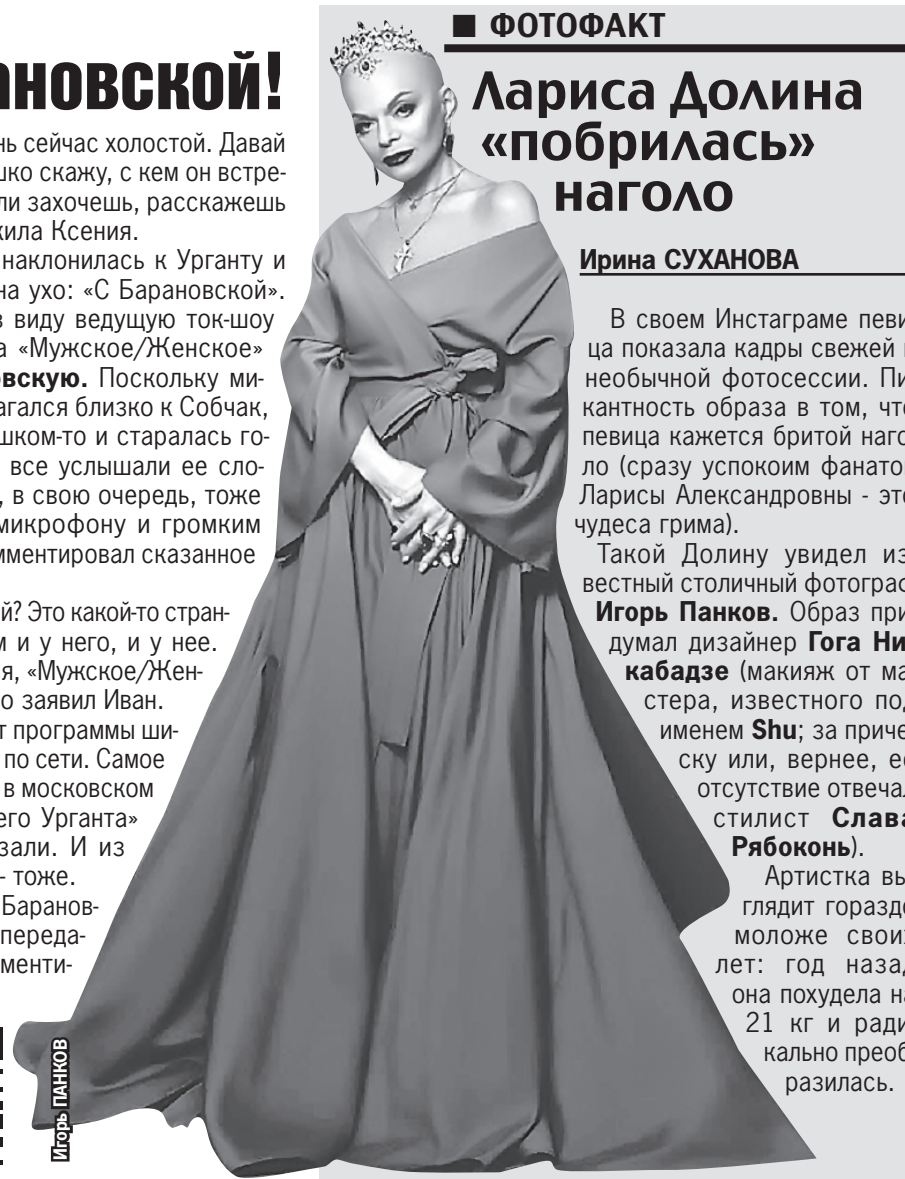 ановской!
нь сейчас холостой. Давай
шко скажу, с кем он встре-
ли захочешь, расскажешь
жила Ксения.
наклонилась к Урганту и
на ухо: «С Барановской».
в виду ведущую ток-шоу
а «Мужское/Женское»
овскую. Поскольку ми-
агался близко к Собчак,
шком-то и старалась го-
все услышали ее сло-
, в свою очередь, тоже
микрофону и громким
мментировал сказанное
й? Это какой-то стран-
м и у него, и у нее.
я, «Мужское/Жен-
о заявил Иван.
т программы ши-
по сети. Самое
в московском
его Урганта»
зали. И из
- тоже.
Баранов-
переда-
менти-
Игорь ПАНКОВ
ФОТОФАКТ
Лариса Долина
«побрилась»
наголо
Ирина СУХАНОВА
В своем Инстаграме певи-
ца показала кадры свежей и
необычной фотосессии. Пи-
кантность образа в том, что
певица кажется бритой наго-
ло (сразу успокоим фанатов
Ларисы Александровны - это
чудеса грима).
Такой Долину увидел из-
вестный столичный фотограф
Игорь Панков. Образ при-
думал дизайнер Гога Ни-
кабадзе (макияж от ма-
стера, известного под
именем Shu; за приче-
ску или, вернее, ее
отсутствие отвечал
стилист Слава
Рябоконь).
Артистка вы-
глядит гораздо
моложе своих
лет: год назад
она похудела на
21 кг и ради-
кально преоб-
разилась.